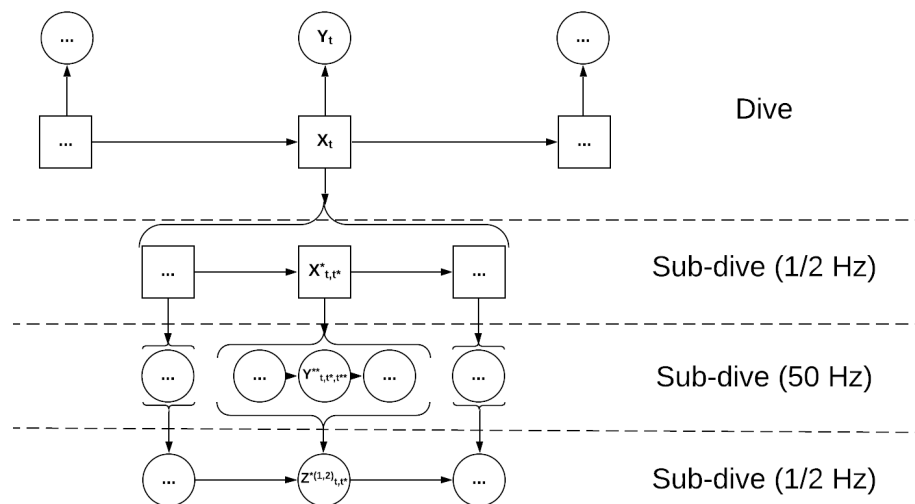 ... Yₜ ...
... Xₜ ...
Dive
... X*ₜ,ₜ* ...
Sub-dive (1/2 Hz)
... ... Y**ₜ,ₜ*,ₜ** ... ...
Sub-dive (50 Hz)
... Z*⁽¹,²⁾ₜ,ₜ* ...
Sub-dive (1/2 Hz)